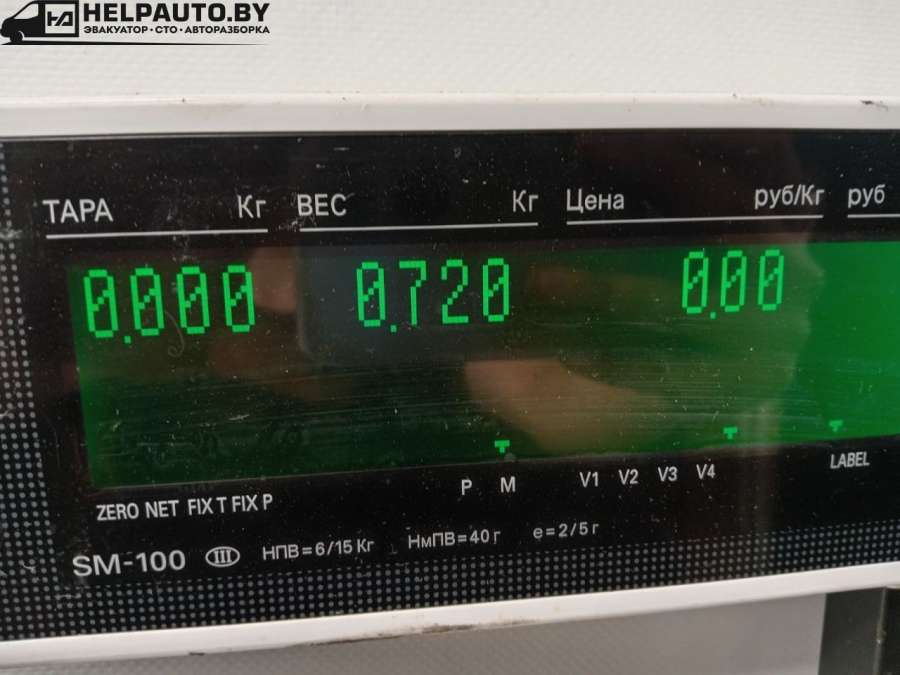 HELPAUTO.BY
ЭВАКУАТОР • СТО • АВТОРАЗБОРКА
ТАРА Кг ВЕС Кг Цена руб/Кг руб
0.000 0.720 0.00
P M V1 V2 V3 V4 LABEL
ZERO NET FIX T FIX P
SM-100 III НПВ=6/15 Кг НмПВ=40 г е=2/5 г